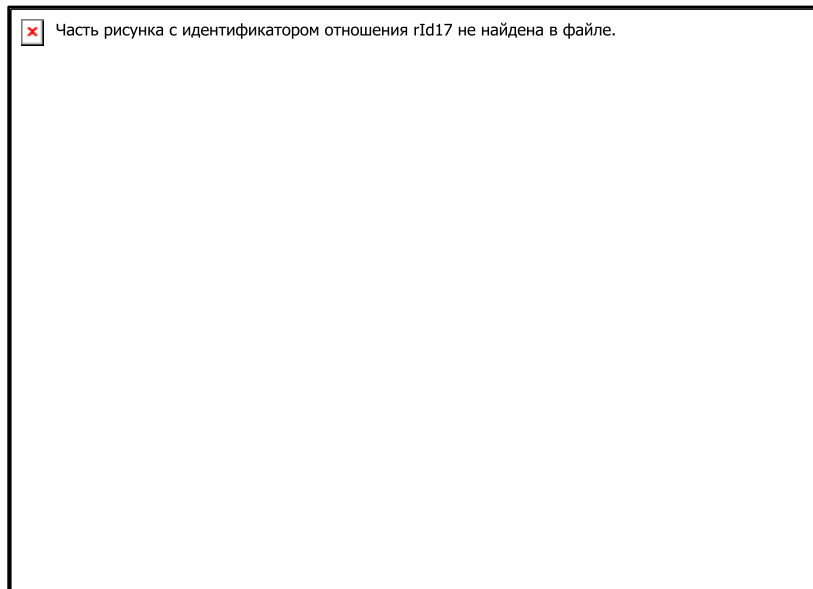 Часть рисунка с идентификатором отношения rId17 не найдена в файле.